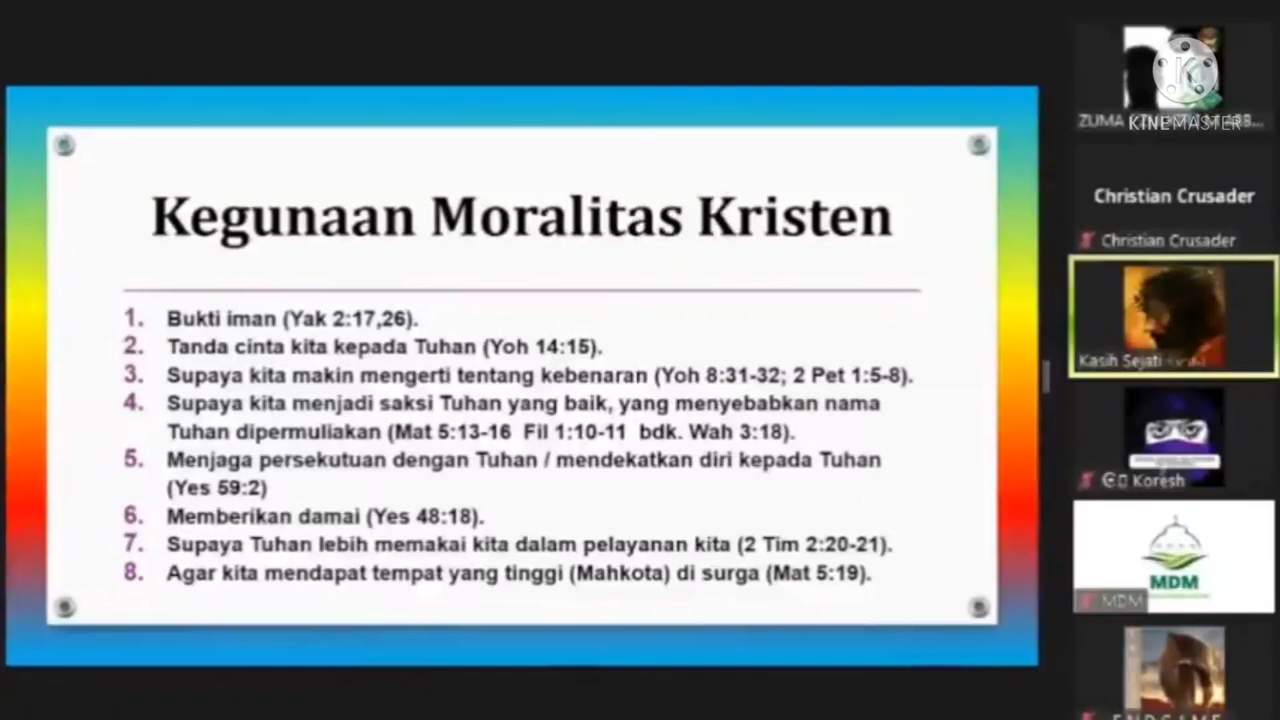 Kegunaan Moralitas Kristen
1. Bukti iman (Yak 2:17,26).
2. Tanda cinta kita kepada Tuhan (Yoh 14:15).
3. Supaya kita makin mengerti tentang kebenaran (Yoh 8:31-32; 2 Pet 1:5-8).
4. Supaya kita menjadi saksi Tuhan yang baik, yang menyebabkan nama
Tuhan dipermuliakan (Mat 5:13-16 Fil 1:10-11 bdk. Wah 3:18).
5. Menjaga persekutuan dengan Tuhan / mendekatkan diri kepada Tuhan
(Yes 59:2)
6. Memberikan damai (Yes 48:18).
7. Supaya Tuhan lebih memakai kita dalam pelayanan kita (2 Tim 2:20-21).
8. Agar kita mendapat tempat yang tinggi (Mahkota) di surga (Mat 5:19).
ZUMA
KINEMASTER
Christian Crusader
Christian Crusader
Kasih Sejati
Koresh
MDM
MDM